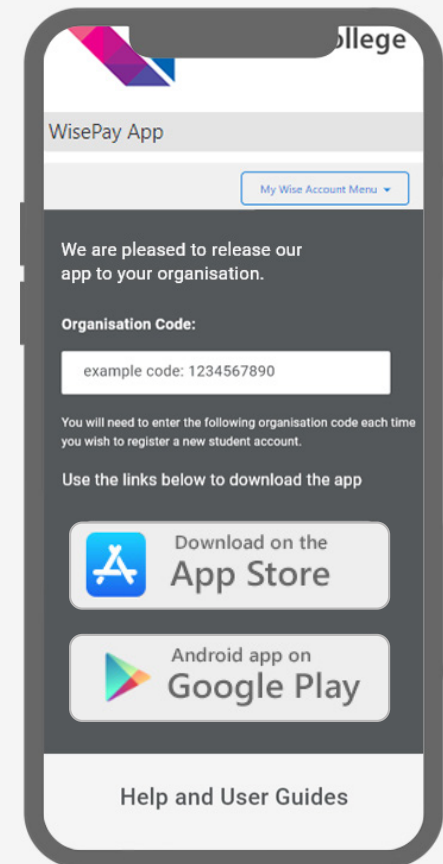 WisePay App
My Wise Account Menu
We are pleased to release our
app to your organisation.
Organisation Code:
example code: 1234567890
You will need to enter the following organisation code each time
you wish to register a new student account.
Use the links below to download the app
Download on the
App Store
Android app on
Google Play
Help and User Guides